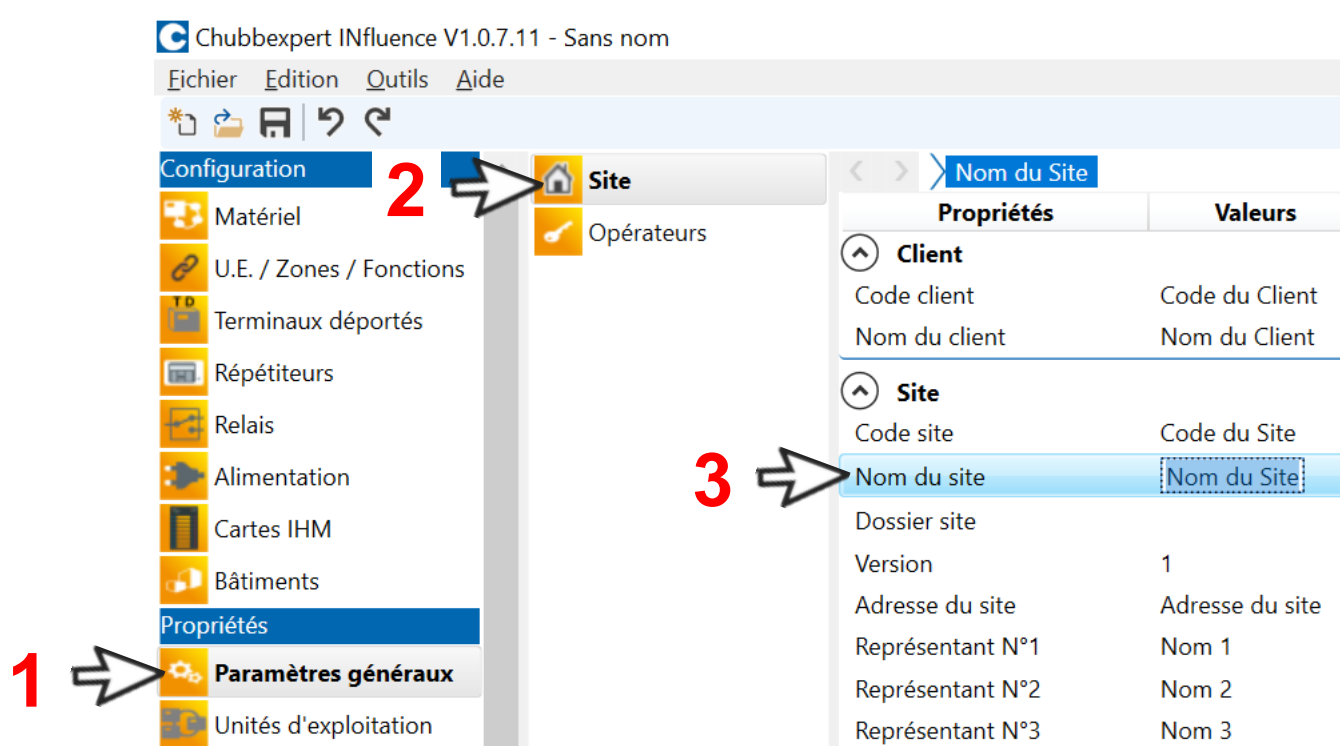 Chubbexpert INfluence V1.0.7.11 - Sans nom
Fichier Edition Outils Aide
Configuration
Matériel
U.E. / Zones / Fonctions
TD
Terminaux déportés
Répétiteurs
Relais
Alimentation
Cartes IHM
Bâtiments
Propriétés
1
Paramètres généraux
Unités d'exploitation
2
Site
Opérateurs
Nom du Site
Propriétés Valeurs
Client
Code client Code du Client
Nom du client Nom du Client
Site
Code site Code du Site
3
Nom du site Nom du Site
Dossier site
Version 1
Adresse du site Adresse du site
Représentant N°1 Nom 1
Représentant N°2 Nom 2
Représentant N°3 Nom 3